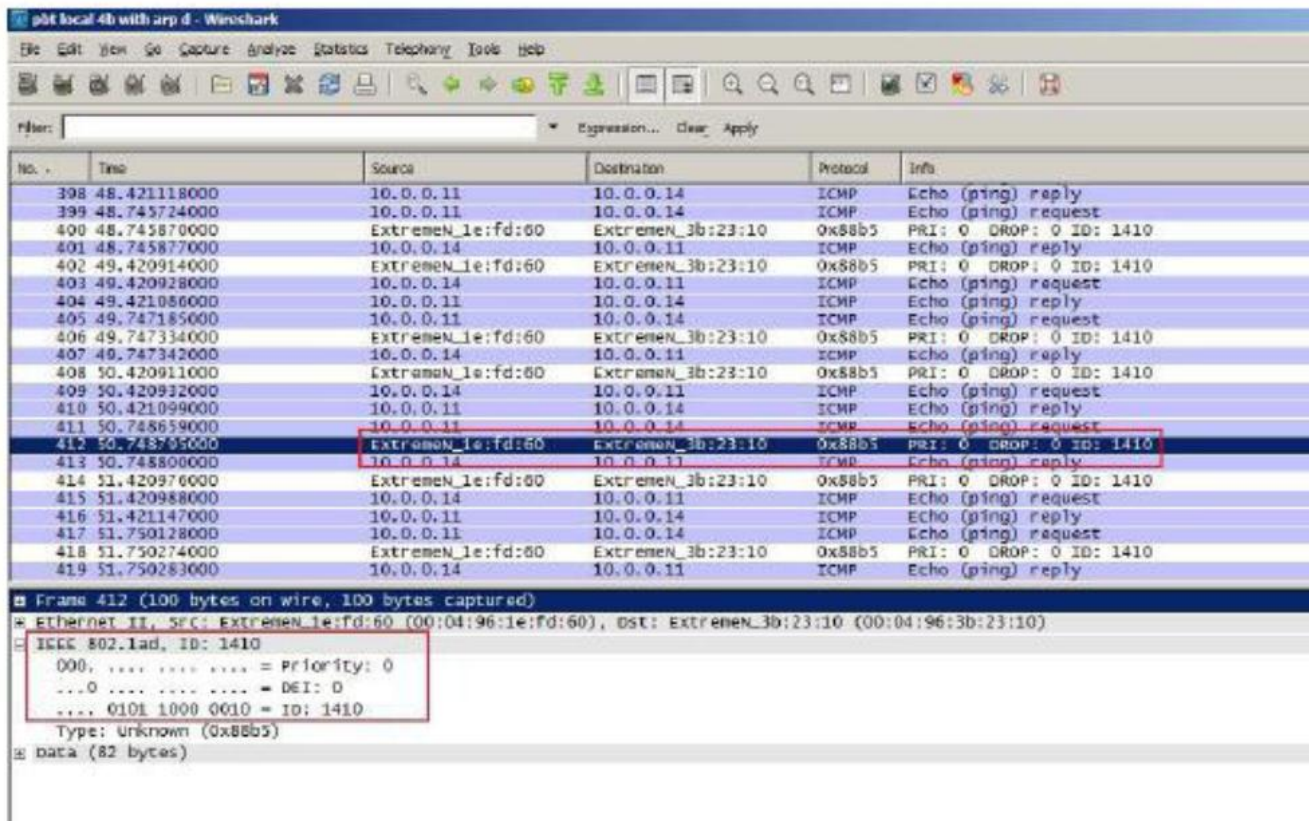 pbt local 4b with arp d - Wireshark
File Edit View Go Capture Analyze Statistics Telephony Tools Help
Filter: Expression... Clear Apply
No. . Time Source Destination Protocol Info
398 48.421118000 10.0.0.11 10.0.0.14 ICMP Echo (ping) reply
399 48.745724000 10.0.0.11 10.0.0.14 ICMP Echo (ping) request
400 48.745870000 ExtremeN_1e:fd:60 ExtremeN_3b:23:10 0x88b5 PRI: 0 DROP: 0 ID: 1410
401 48.745877000 10.0.0.14 10.0.0.11 ICMP Echo (ping) reply
402 49.420914000 ExtremeN_1e:fd:60 ExtremeN_3b:23:10 0x88b5 PRI: 0 DROP: 0 ID: 1410
403 49.420928000 10.0.0.14 10.0.0.11 ICMP Echo (ping) request
404 49.421086000 10.0.0.11 10.0.0.14 ICMP Echo (ping) reply
405 49.747185000 10.0.0.11 10.0.0.14 ICMP Echo (ping) request
406 49.747334000 ExtremeN_1e:fd:60 ExtremeN_3b:23:10 0x88b5 PRI: 0 DROP: 0 ID: 1410
407 49.747342000 10.0.0.14 10.0.0.11 ICMP Echo (ping) reply
408 50.420911000 ExtremeN_1e:fd:60 ExtremeN_3b:23:10 0x88b5 PRI: 0 DROP: 0 ID: 1410
409 50.420932000 10.0.0.14 10.0.0.11 ICMP Echo (ping) request
410 50.421099000 10.0.0.11 10.0.0.14 ICMP Echo (ping) reply
411 50.748659000 10.0.0.11 10.0.0.14 ICMP Echo (ping) request
412 50.748795000 ExtremeN_1e:fd:60 ExtremeN_3b:23:10 0x88b5 PRI: 0 DROP: 0 ID: 1410
413 50.748800000 10.0.0.14 10.0.0.11 ICMP Echo (ping) reply
414 51.420976000 ExtremeN_1e:fd:60 ExtremeN_3b:23:10 0x88b5 PRI: 0 DROP: 0 ID: 1410
415 51.420988000 10.0.0.14 10.0.0.11 ICMP Echo (ping) request
416 51.421147000 10.0.0.11 10.0.0.14 ICMP Echo (ping) reply
417 51.750128000 10.0.0.11 10.0.0.14 ICMP Echo (ping) request
418 51.750274000 ExtremeN_1e:fd:60 ExtremeN_3b:23:10 0x88b5 PRI: 0 DROP: 0 ID: 1410
419 51.750283000 10.0.0.14 10.0.0.11 ICMP Echo (ping) reply
Frame 412 (100 bytes on wire, 100 bytes captured)
Ethernet II, Src: ExtremeN_1e:fd:60 (00:04:96:1e:fd:60), Dst: ExtremeN_3b:23:10 (00:04:96:3b:23:10)
IEEE 802.1ad, ID: 1410
000. .... .... .... = Priority: 0
...0 .... .... .... = DEI: 0
.... 0101 1000 0010 = ID: 1410
Type: Unknown (0x88b5)
Data (82 bytes)